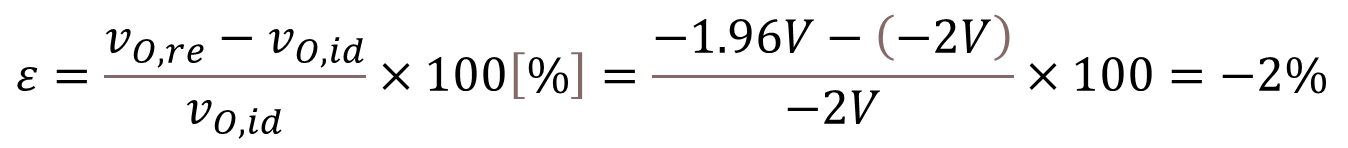 ε = (v_{O,re} − v_{O,id}) / v_{O,id} × 100[%] = (−1.96V − (−2V)) / −2V × 100 = −2%